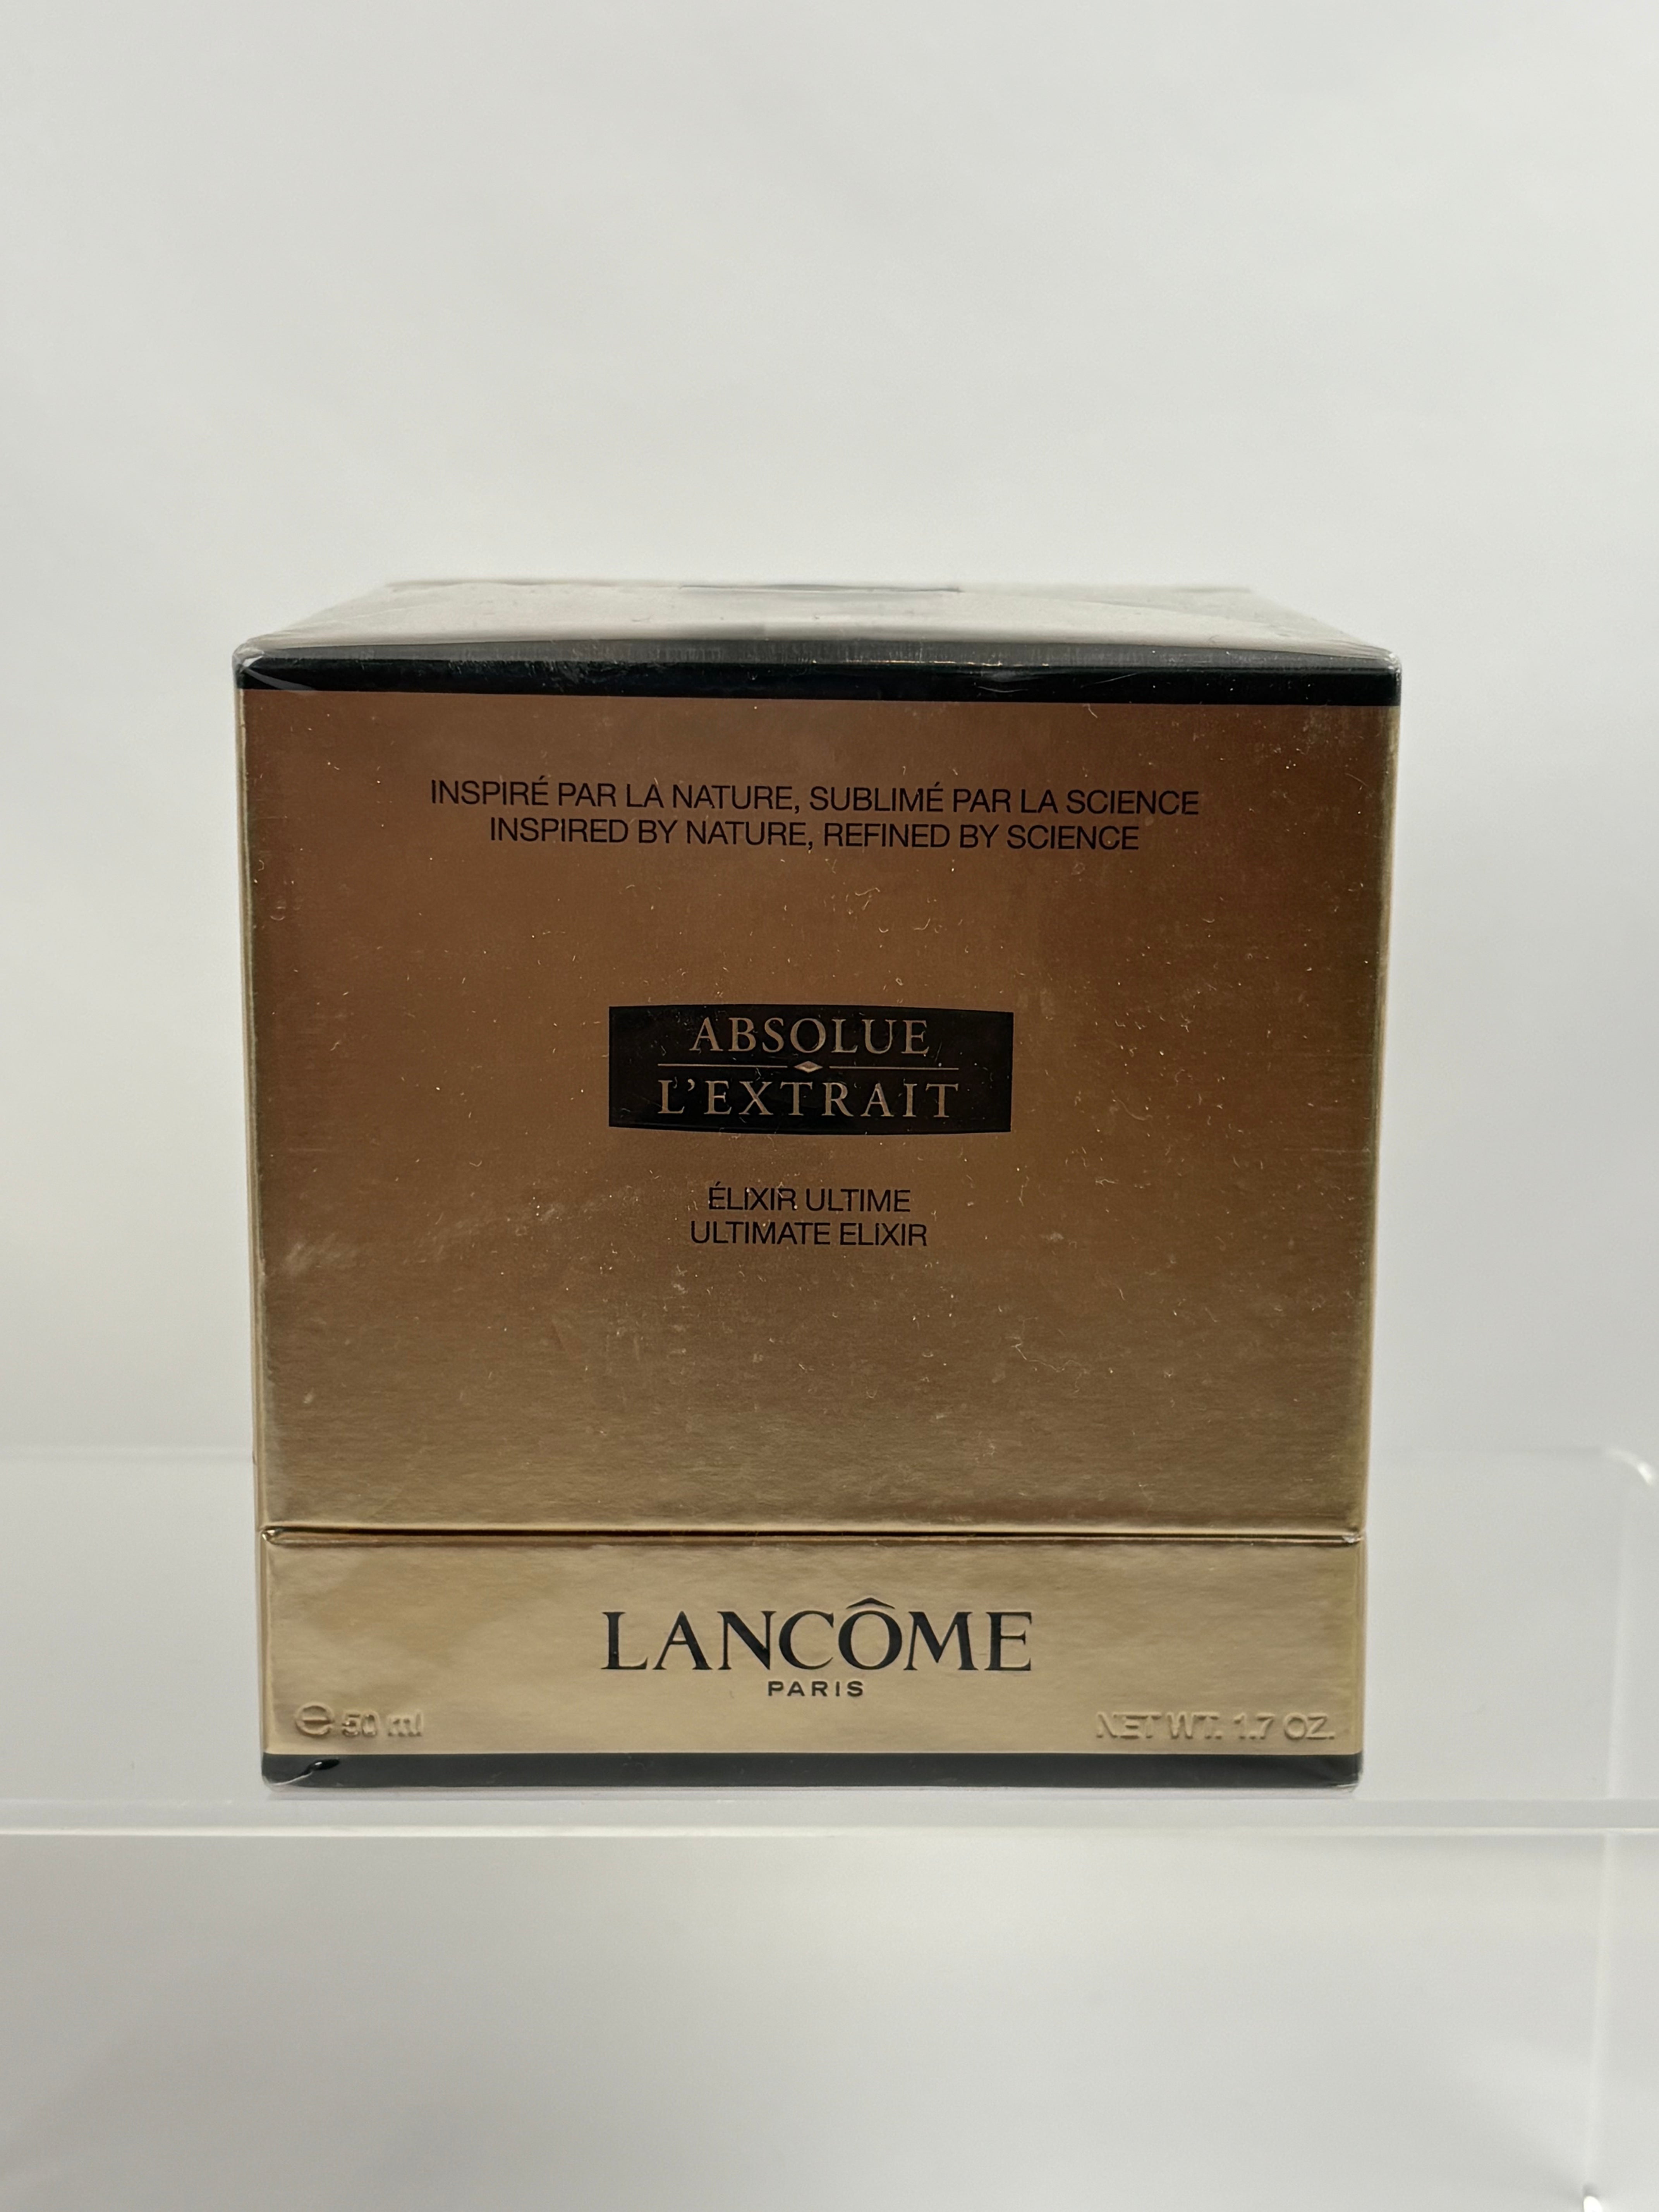 INSPIRÉ PAR LA NATURE, SUBLIMÉ PAR LA SCIENCE
INSPIRED BY NATURE, REFINED BY SCIENCE
ABSOLUE
L'EXTRAIT
ÉLIXIR ULTIME
ULTIMATE ELIXIR
LANCÔME
PARIS
℮ 50 ml
NET WT. 1.7 OZ.